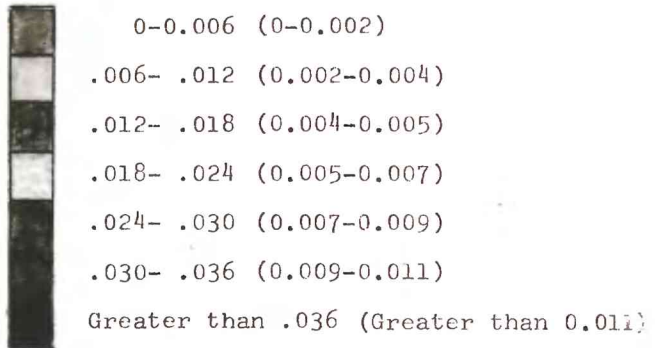 0-0.006 (0-0.002)
.006- .012 (0.002-0.004)
.012- .018 (0.004-0.005)
.018- .024 (0.005-0.007)
.024- .030 (0.007-0.009)
.030- .036 (0.009-0.011)
Greater than .036 (Greater than 0.011)